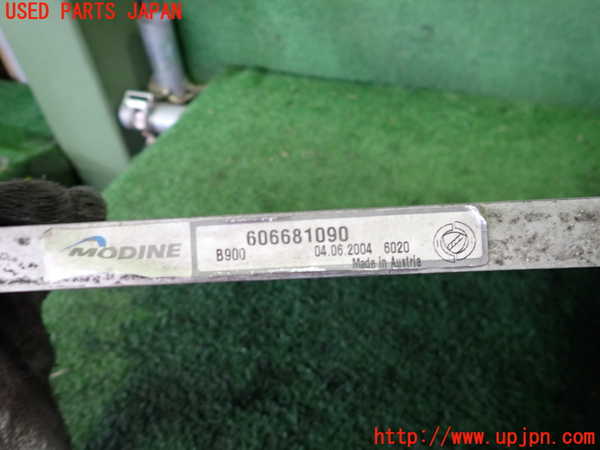 USED PARTS JAPAN
MODINE
606681090
B900 04.06.2004 6020
Made in Austria
http://www.upjpn.com/